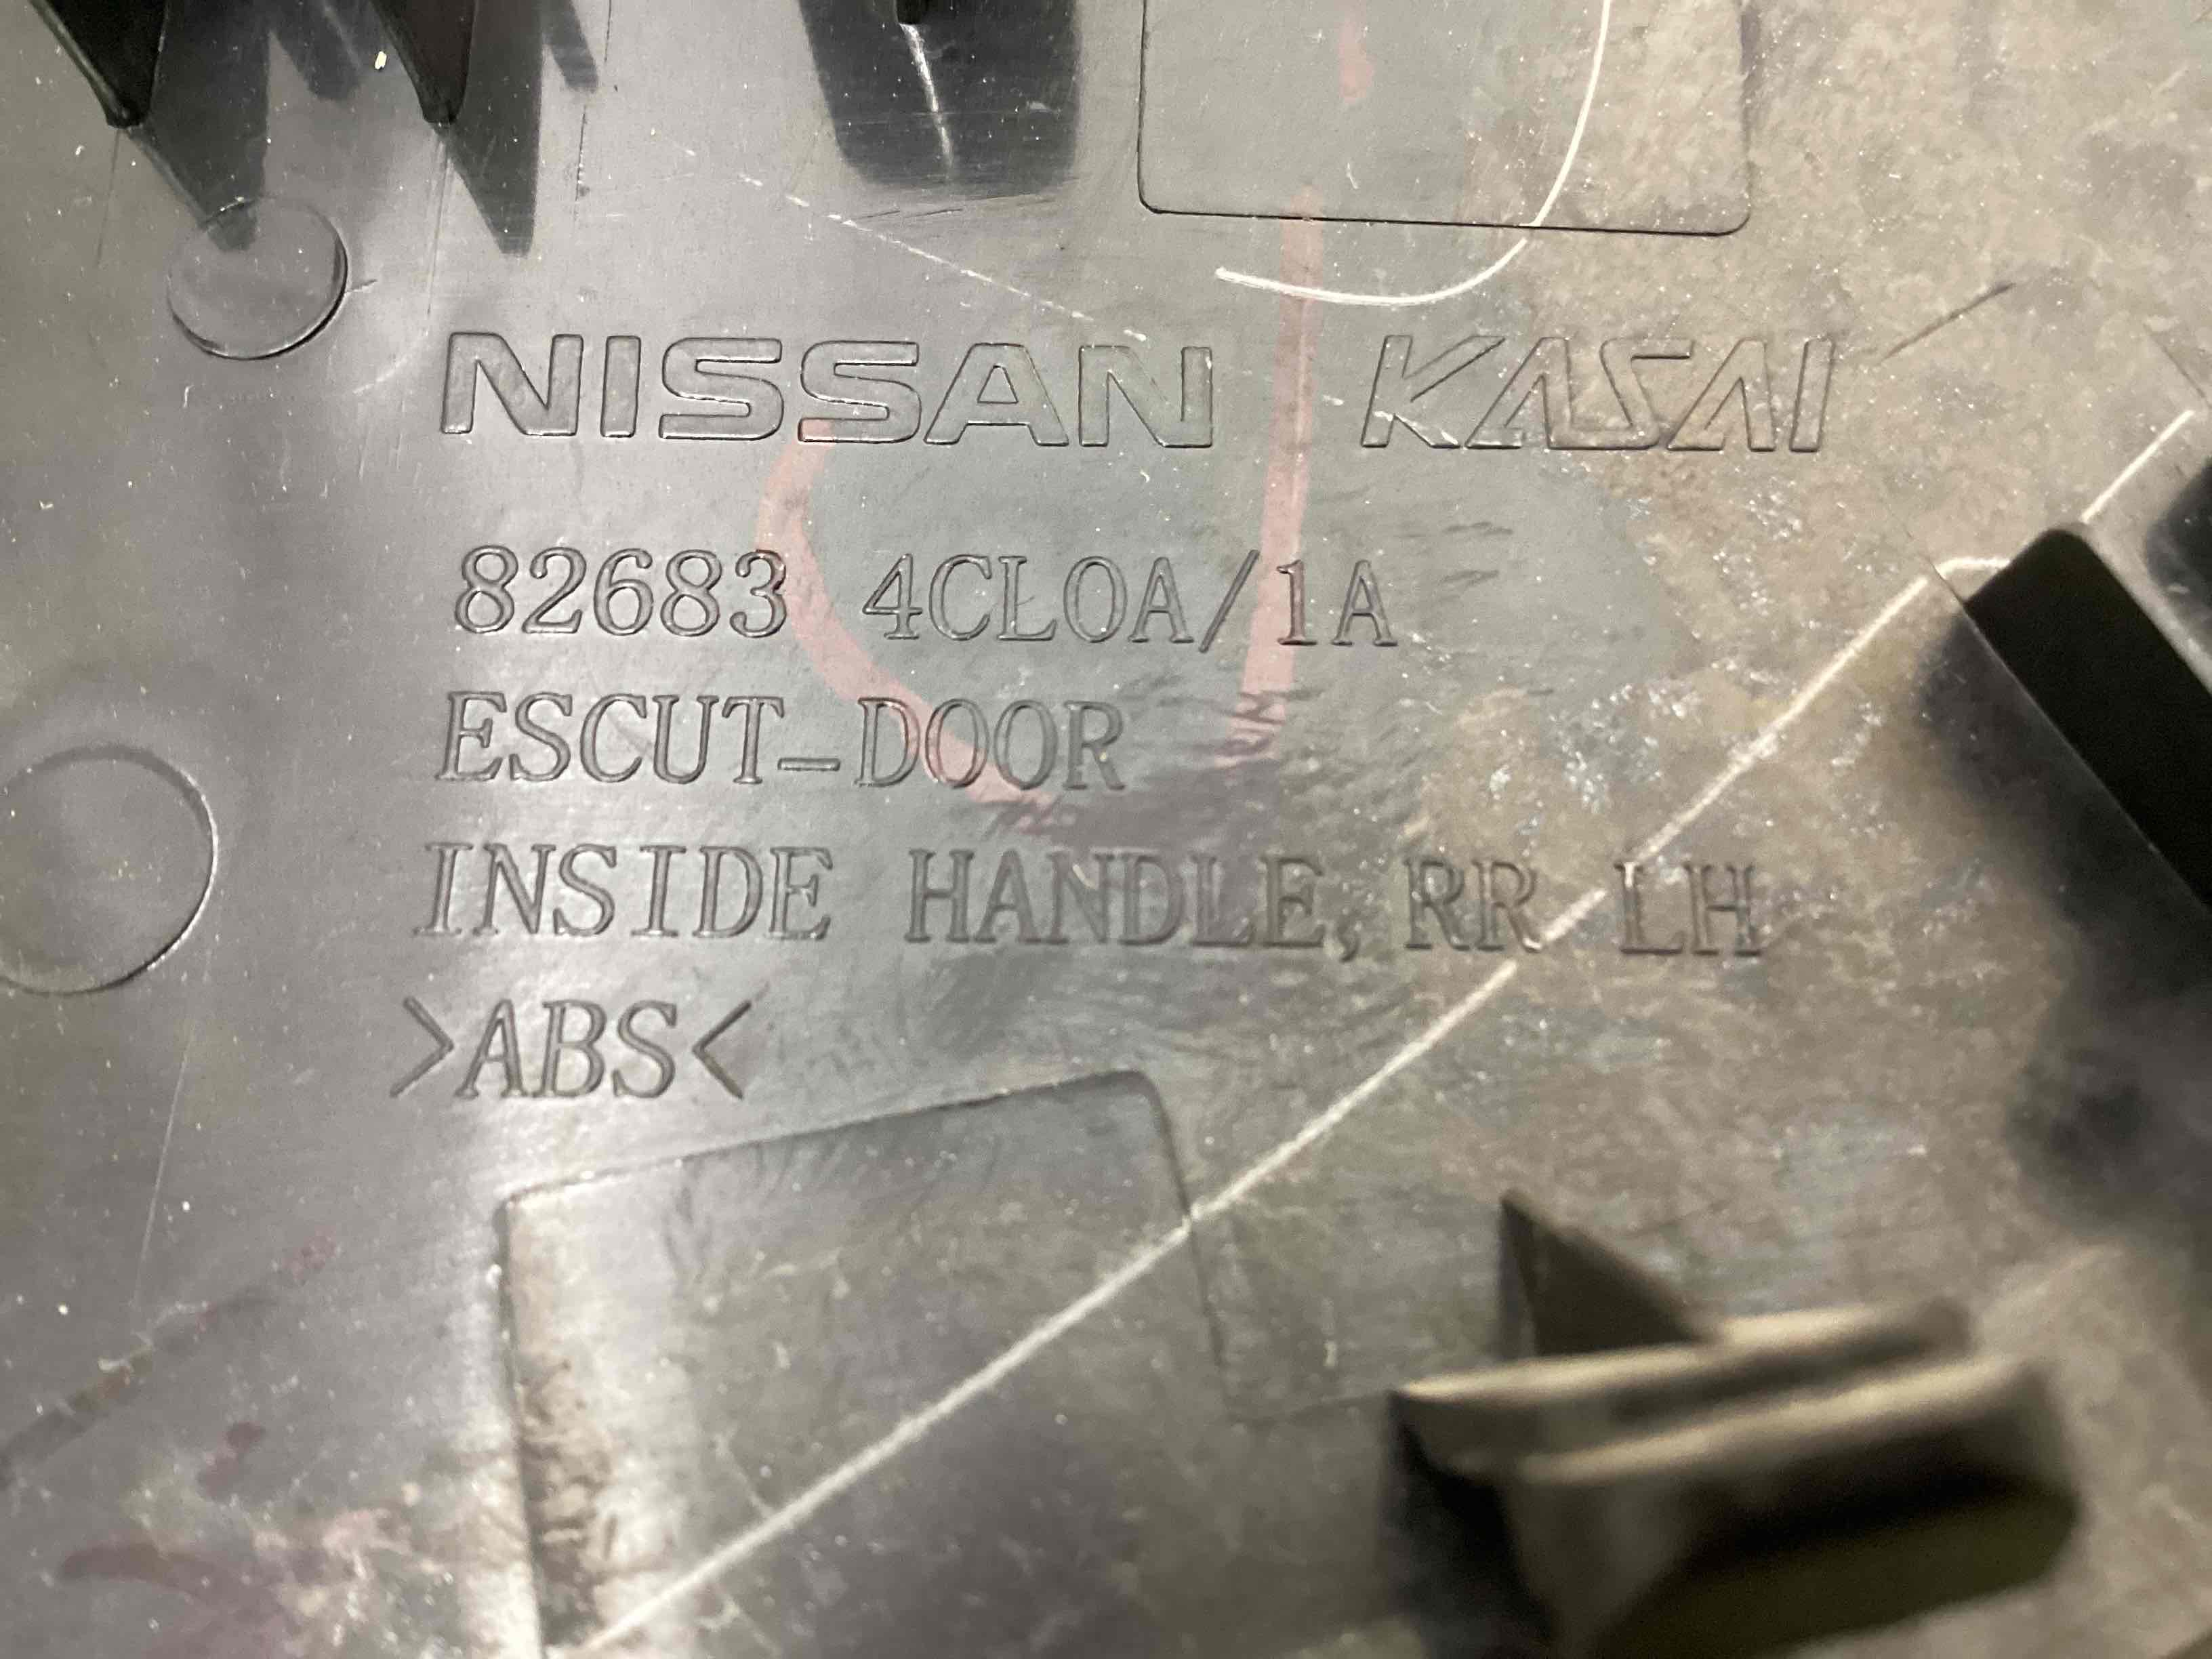 NISSAN KASAI
82683 4CL0A/1A
ESCUT-DOOR
INSIDE HANDLE, RR LH
>ABS<